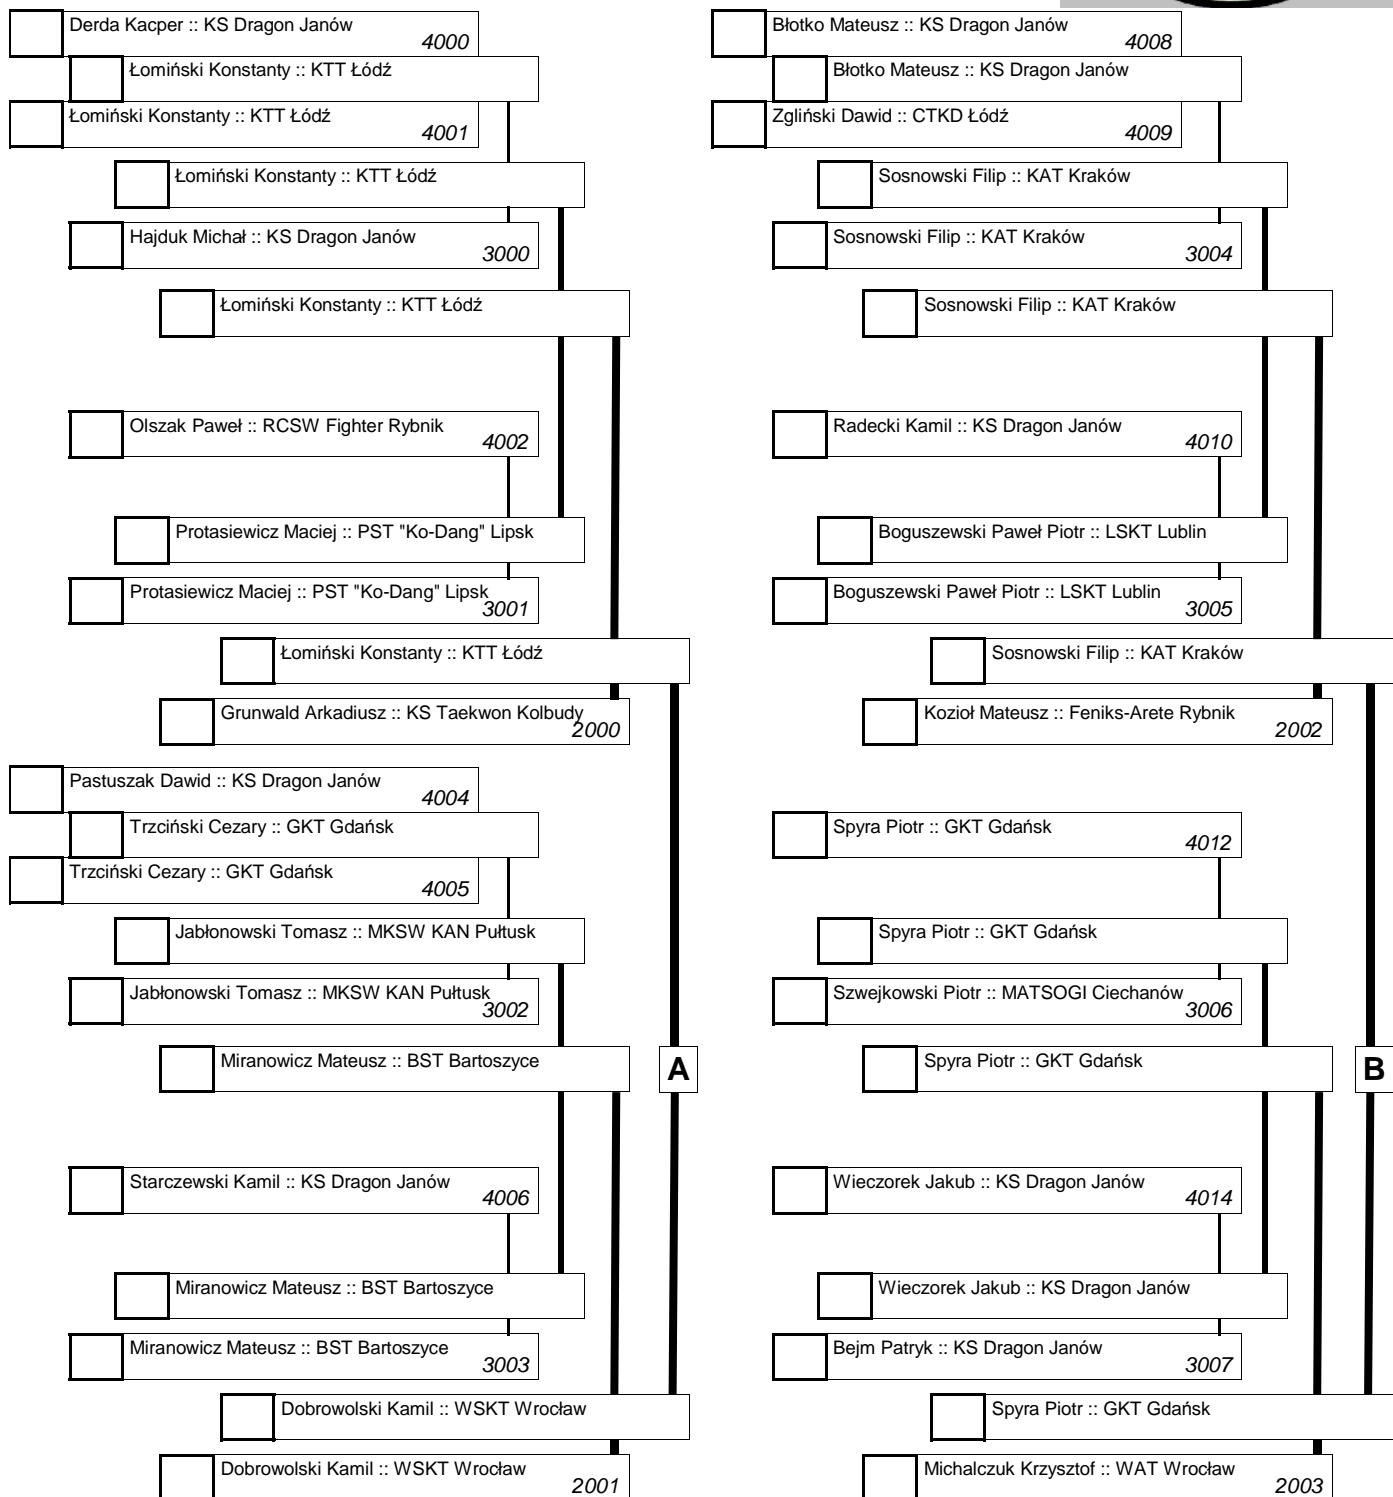 Derda Kacper :: KS Dragon Janów
4000
Łomiński Konstanty :: KTT Łódź
Łomiński Konstanty :: KTT Łódź
4001
Łomiński Konstanty :: KTT Łódź
Hajduk Michał :: KS Dragon Janów
3000
Łomiński Konstanty :: KTT Łódź
Olszak Paweł :: RCSW Fighter Rybnik
4002
Protasiewicz Maciej :: PST "Ko-Dang" Lipsk
Protasiewicz Maciej :: PST "Ko-Dang" Lipsk
3001
Łomiński Konstanty :: KTT Łódź
Grunwald Arkadiusz :: KS Taekwon Kolbudy
2000
Pastuszak Dawid :: KS Dragon Janów
4004
Trzciński Cezary :: GKT Gdańsk
Trzciński Cezary :: GKT Gdańsk
4005
Jabłonowski Tomasz :: MKSW KAN Pułtusk
Jabłonowski Tomasz :: MKSW KAN Pułtusk
3002
Miranowicz Mateusz :: BST Bartoszyce
A
Starczewski Kamil :: KS Dragon Janów
4006
Miranowicz Mateusz :: BST Bartoszyce
Miranowicz Mateusz :: BST Bartoszyce
3003
Dobrowolski Kamil :: WSKT Wrocław
Dobrowolski Kamil :: WSKT Wrocław
2001
Błotko Mateusz :: KS Dragon Janów
4008
Błotko Mateusz :: KS Dragon Janów
Zgliński Dawid :: CTKD Łódź
4009
Sosnowski Filip :: KAT Kraków
Sosnowski Filip :: KAT Kraków
3004
Sosnowski Filip :: KAT Kraków
Radecki Kamil :: KS Dragon Janów
4010
Boguszewski Paweł Piotr :: LSKT Lublin
Boguszewski Paweł Piotr :: LSKT Lublin
3005
Sosnowski Filip :: KAT Kraków
Kozioł Mateusz :: Feniks-Arete Rybnik
2002
Spyra Piotr :: GKT Gdańsk
4012
Spyra Piotr :: GKT Gdańsk
Szwejkowski Piotr :: MATSOGI Ciechanów
3006
Spyra Piotr :: GKT Gdańsk
B
Wieczorek Jakub :: KS Dragon Janów
4014
Wieczorek Jakub :: KS Dragon Janów
Bejm Patryk :: KS Dragon Janów
3007
Spyra Piotr :: GKT Gdańsk
Michalczuk Krzysztof :: WAT Wrocław
2003